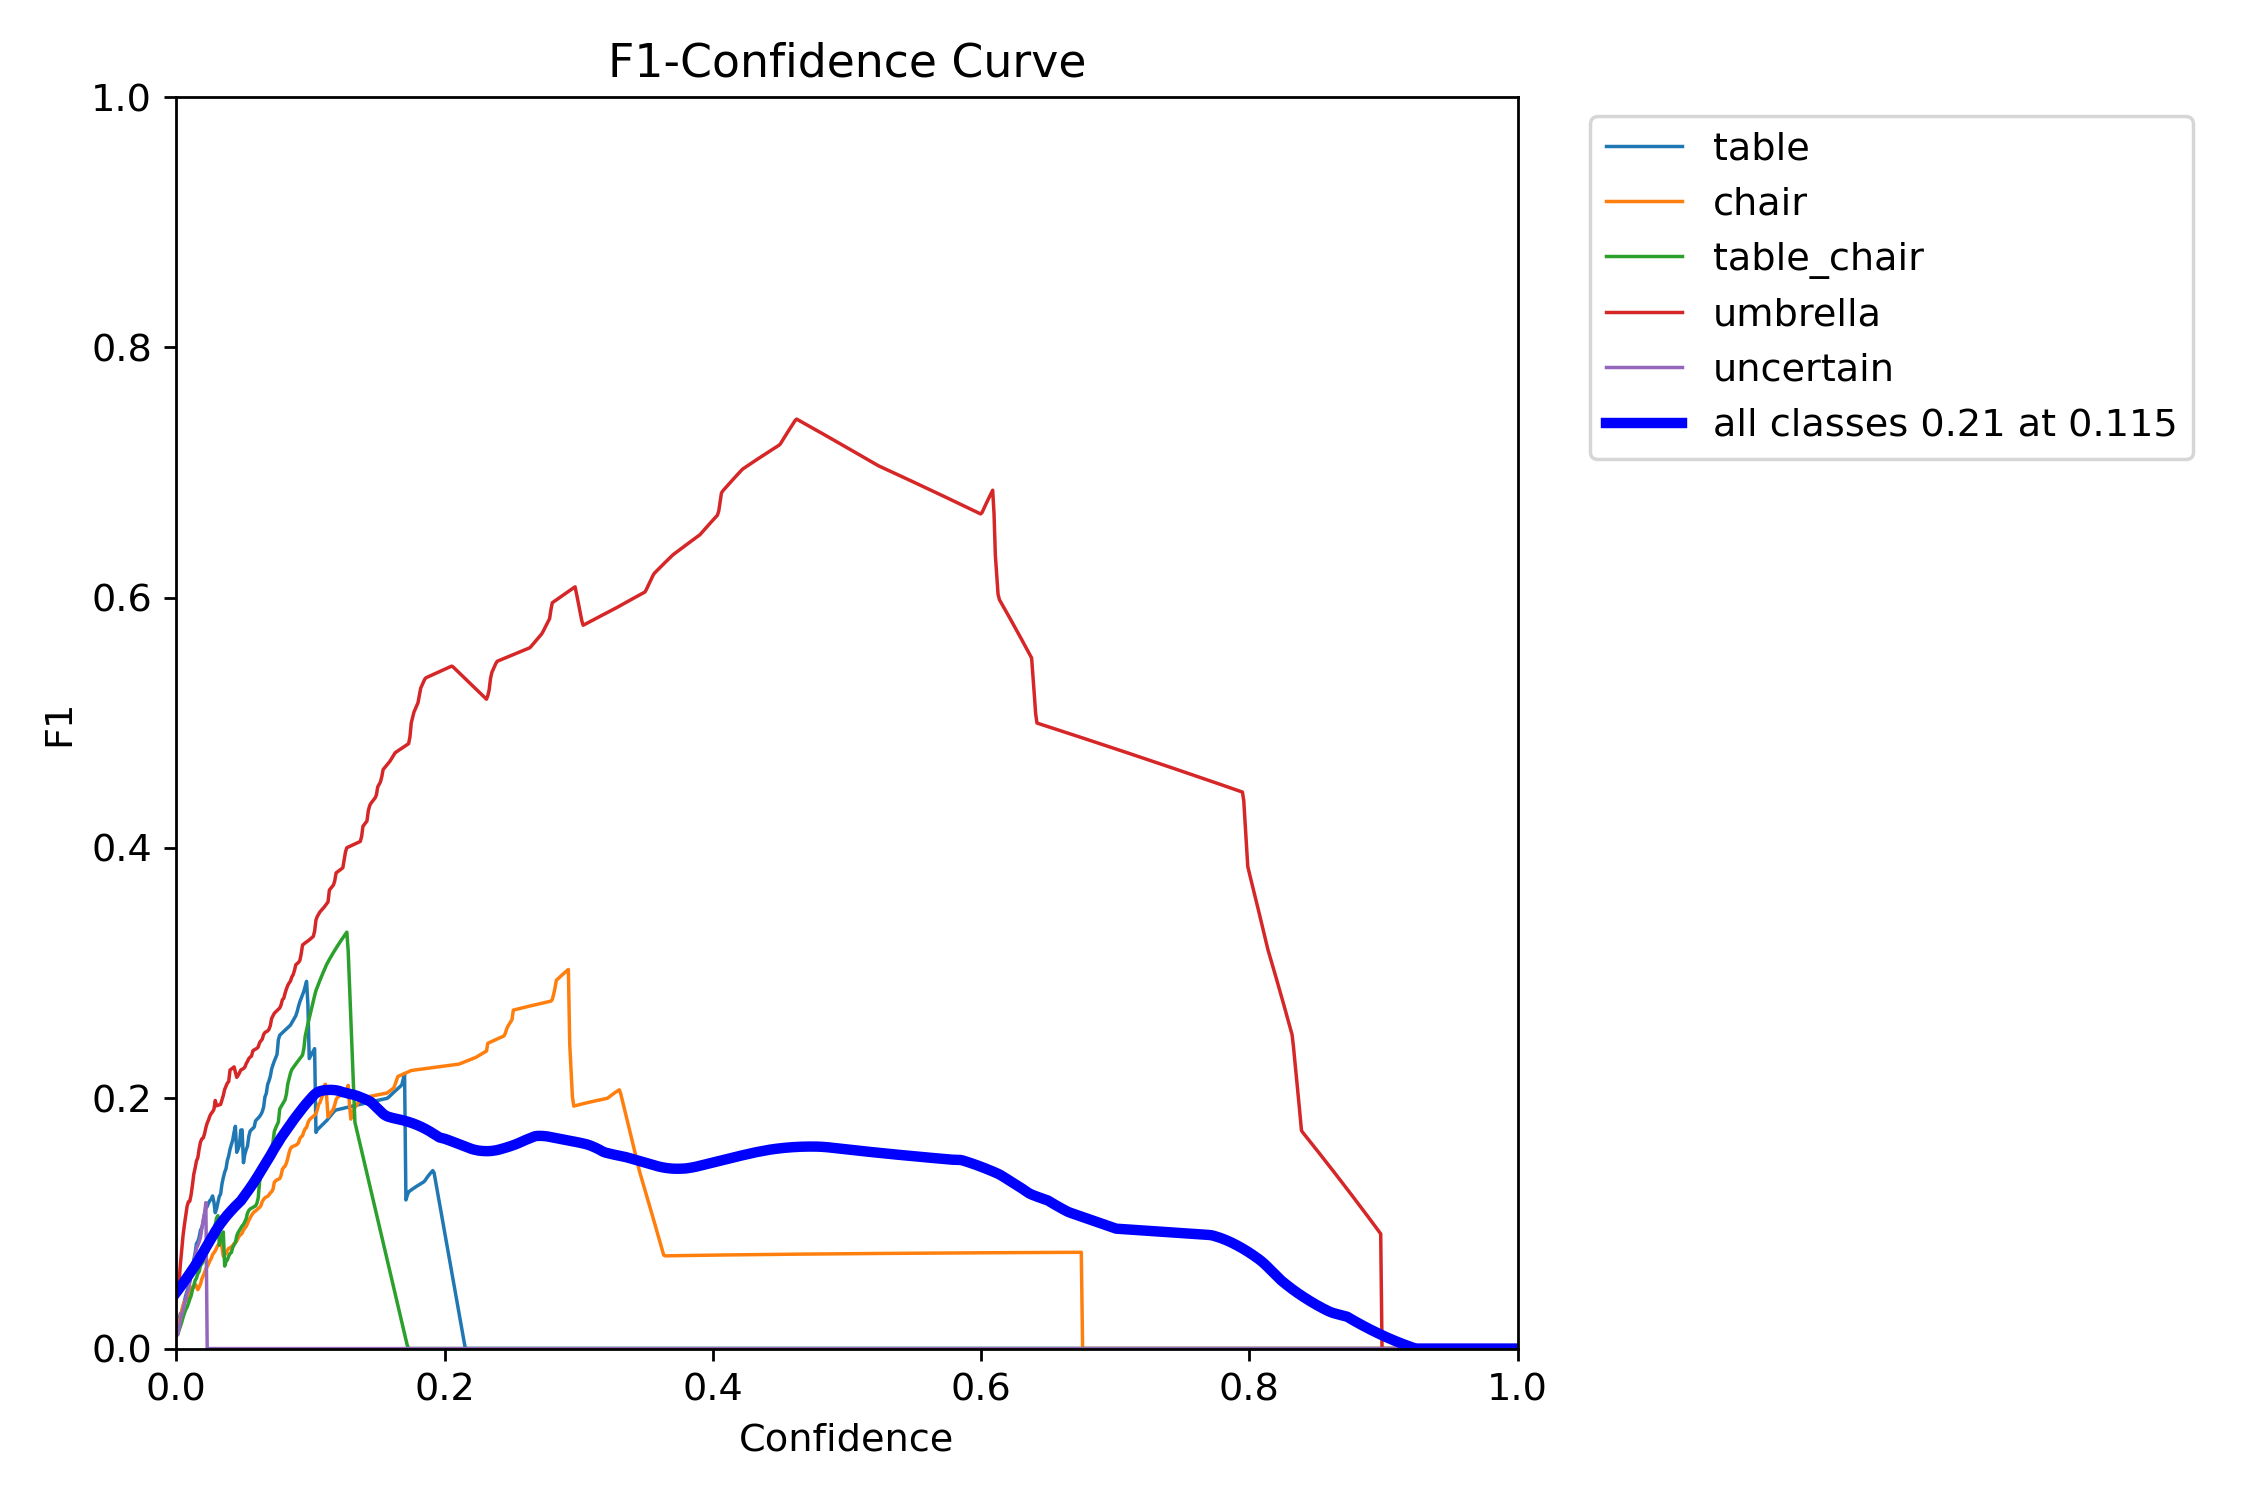 F1-Confidence Curve
1.0
0.8
0.6
0.4
0.2
0.0
F1
0.0 0.2 0.4 0.6 0.8 1.0
Confidence
table
chair
table_chair
umbrella
uncertain
all classes 0.21 at 0.115